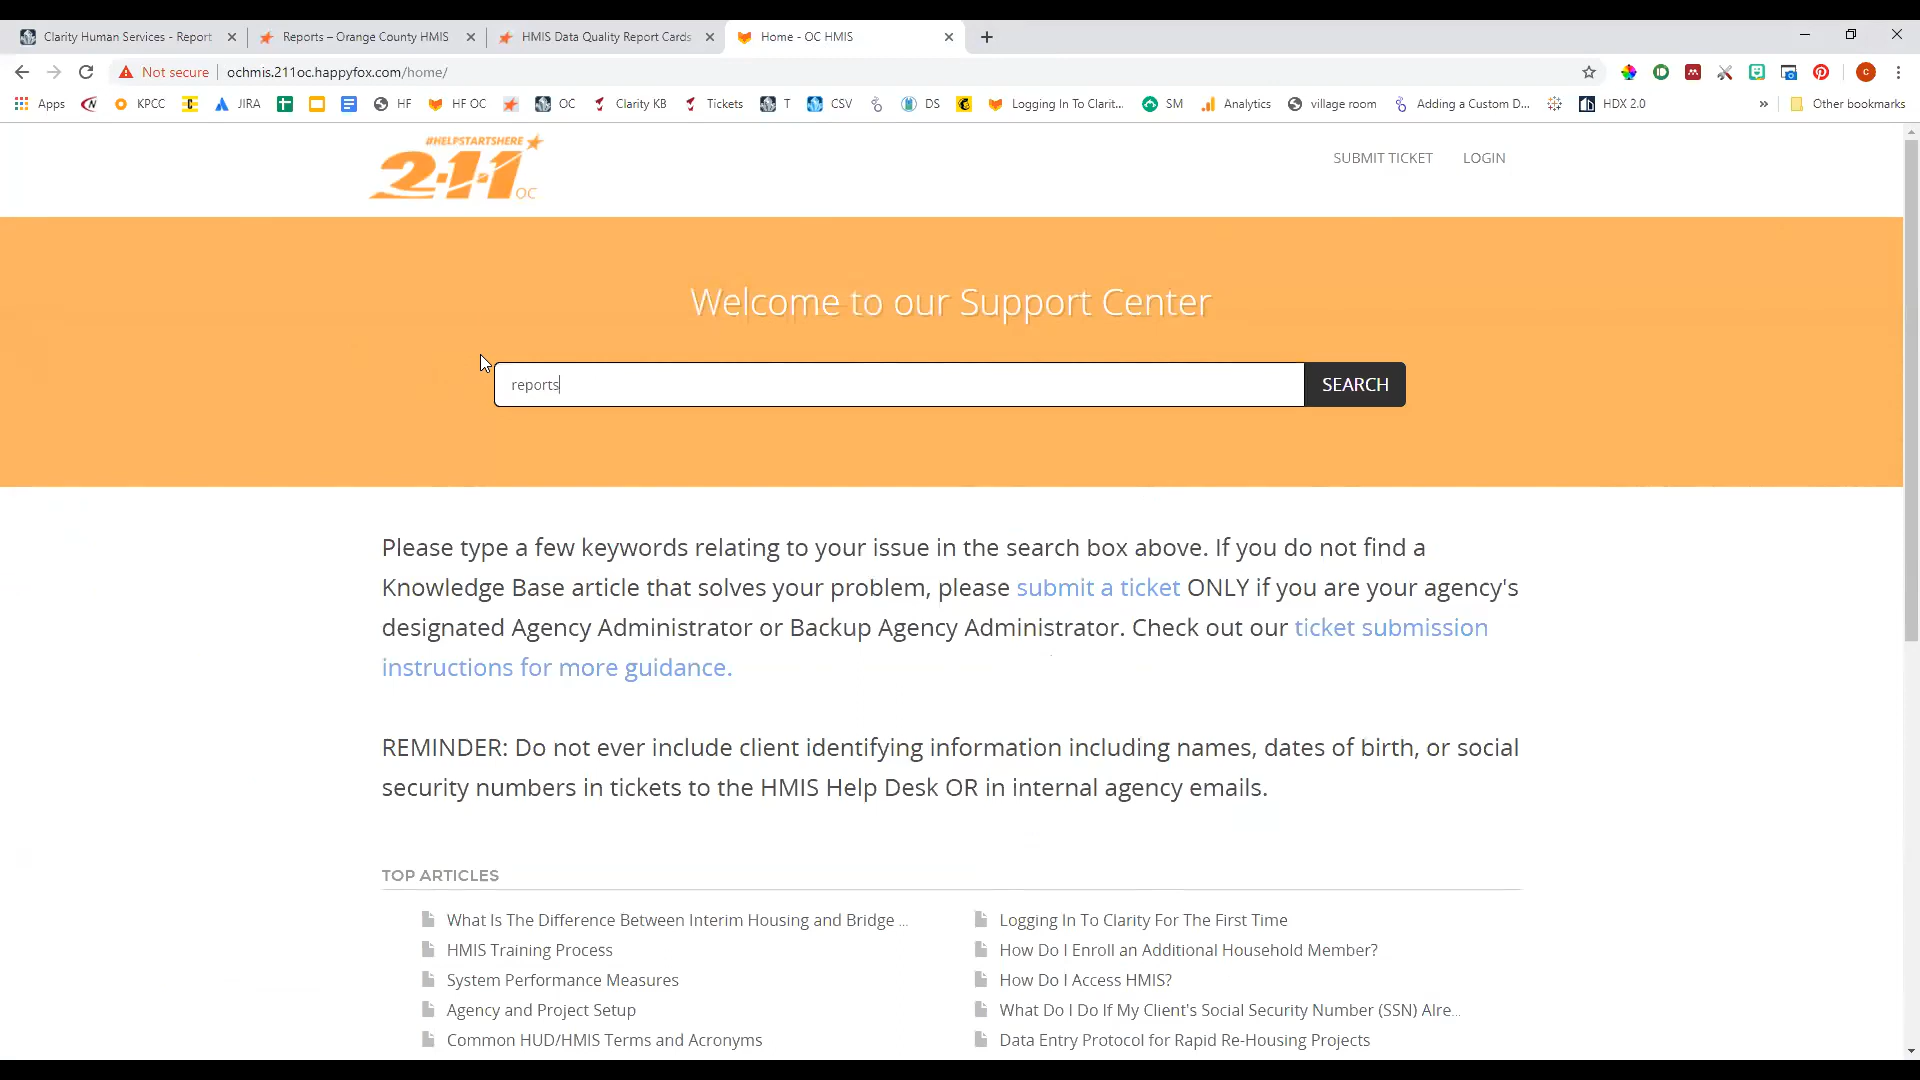 Clarity Human Services - Report
Reports – Orange County HMIS
HMIS Data Quality Report Cards
Home - OC HMIS
Not secure
ochmis.211oc.happyfox.com/home/
Apps
KPCC
JIRA
HF
HF OC
OC
Clarity KB
Tickets
T
CSV
DS
Logging In To Clarit...
SM
Analytics
village room
Adding a Custom D...
HDX 2.0
Other bookmarks
#HELPSTARTSHERE
2-1-1
OC
SUBMIT TICKET
LOGIN
Welcome to our Support Center
reports
SEARCH
Please type a few keywords relating to your issue in the search box above. If you do not find a
Knowledge Base article that solves your problem, please submit a ticket ONLY if you are your agency's
designated Agency Administrator or Backup Agency Administrator. Check out our ticket submission
instructions for more guidance.
REMINDER: Do not ever include client identifying information including names, dates of birth, or social
security numbers in tickets to the HMIS Help Desk OR in internal agency emails.
TOP ARTICLES
What Is The Difference Between Interim Housing and Bridge ...
HMIS Training Process
System Performance Measures
Agency and Project Setup
Common HUD/HMIS Terms and Acronyms
Logging In To Clarity For The First Time
How Do I Enroll an Additional Household Member?
How Do I Access HMIS?
What Do I Do If My Client's Social Security Number (SSN) Alre...
Data Entry Protocol for Rapid Re-Housing Projects